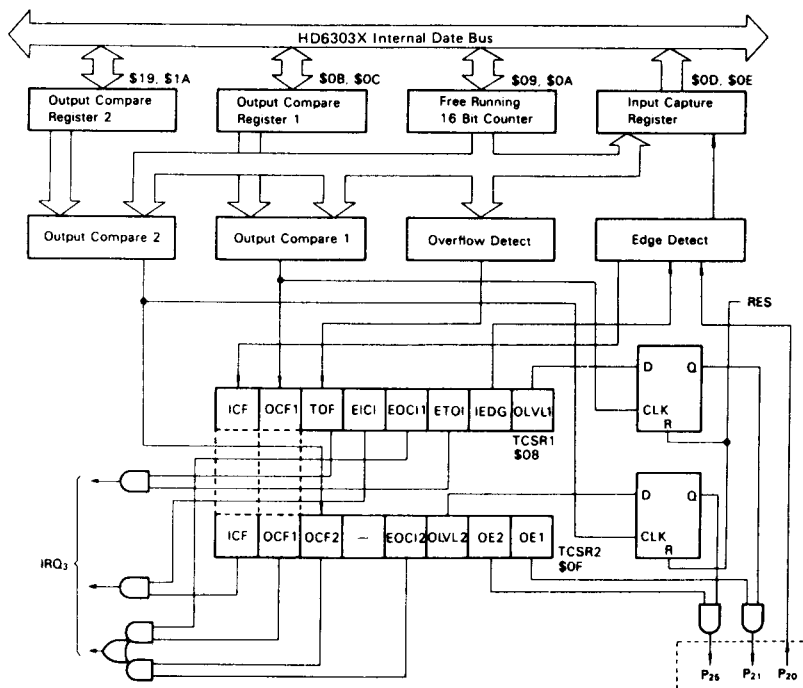 HD6303X Internal Date Bus
$19, $1A
$0B, $0C
$09, $0A
$0D, $0E
Output Compare
Register 2
Output Compare
Register 1
Free Running
16 Bit Counter
Input Capture
Register
Output Compare 2
Output Compare 1
Overflow Detect
Edge Detect
RES
D Q
CLK
R
ICF OCF1 TOF EICI EOCI1 ETOI IEDG OLVL1
TCSR1
$08
D Q
CLK
R
ICF OCF1 OCF2 — EOCI2 OLVL2 OE2 OE1
TCSR2
$0F
IRQ3
P26 P21 P20